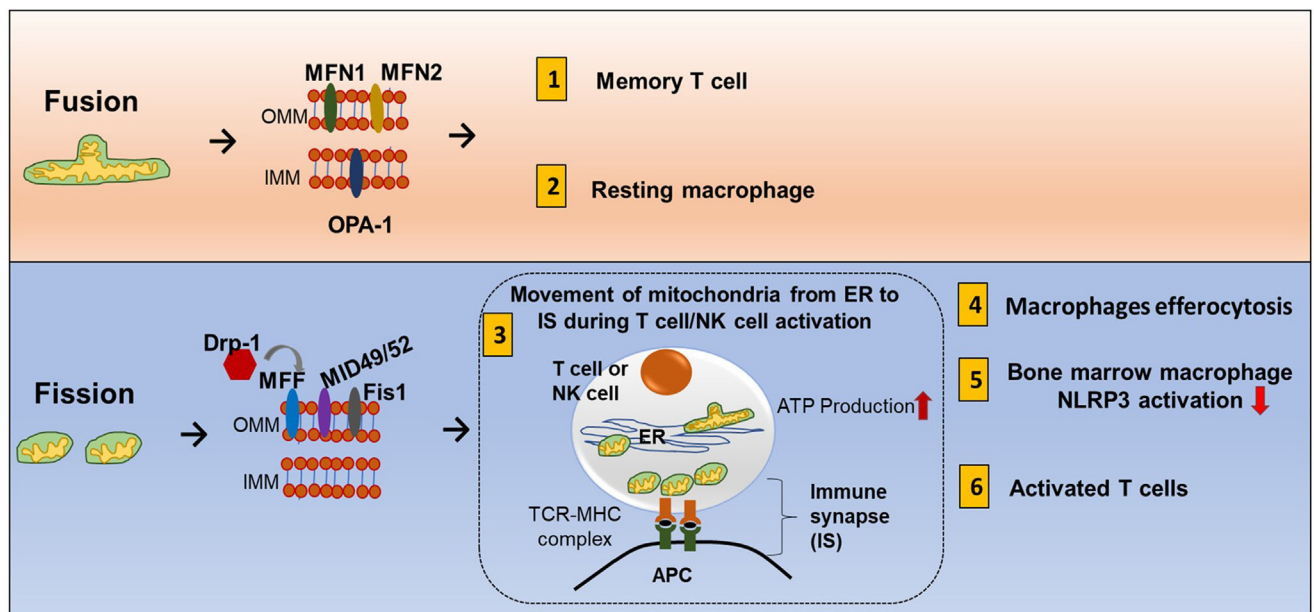 Fusion
MFN1
MFN2
OMM
IMM
OPA-1
1
Memory T cell
2
Resting macrophage
Fission
Drp-1
MFF
MID49/52
Fis1
OMM
IMM
3
Movement of mitochondria from ER to
IS during T cell/NK cell activation
T cell or
NK cell
ER
ATP Production
TCR-MHC
complex
Immune
synapse
(IS)
APC
4
Macrophages efferocytosis
5
Bone marrow macrophage
NLRP3 activation
6
Activated T cells